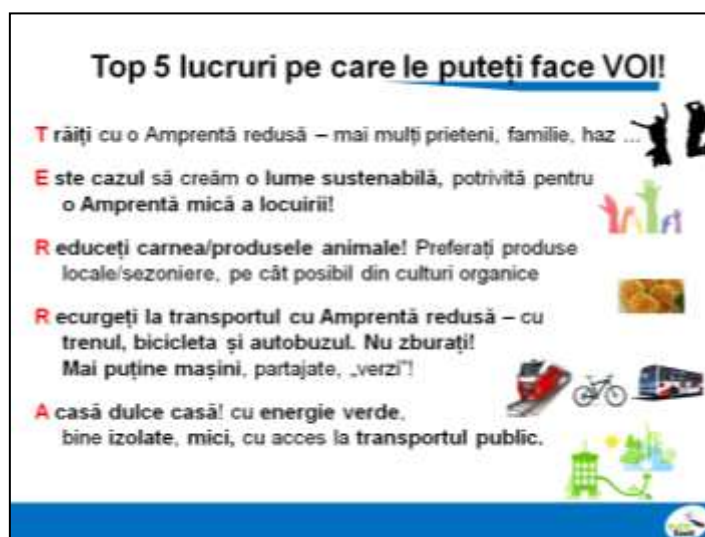 Top 5 lucruri pe care le puteți face VOI!
T răiți cu o Amprentă redusă – mai mulți prieteni, familie, haz ...
E ste cazul să creăm o lume sustenabilă, potrivită pentru
o Amprentă mică a locuirii!
R educeți carnea/produsele animale! Preferați produse
locale/sezoniere, pe cât posibil din culturi organice
R ecurgeți la transportul cu Amprentă redusă – cu
trenul, bicicleta și autobuzul. Nu zburați!
Mai puține mașini, partajate, „verzi”!
A casă dulce casă! cu energie verde,
bine izolate, mici, cu acces la transportul public.